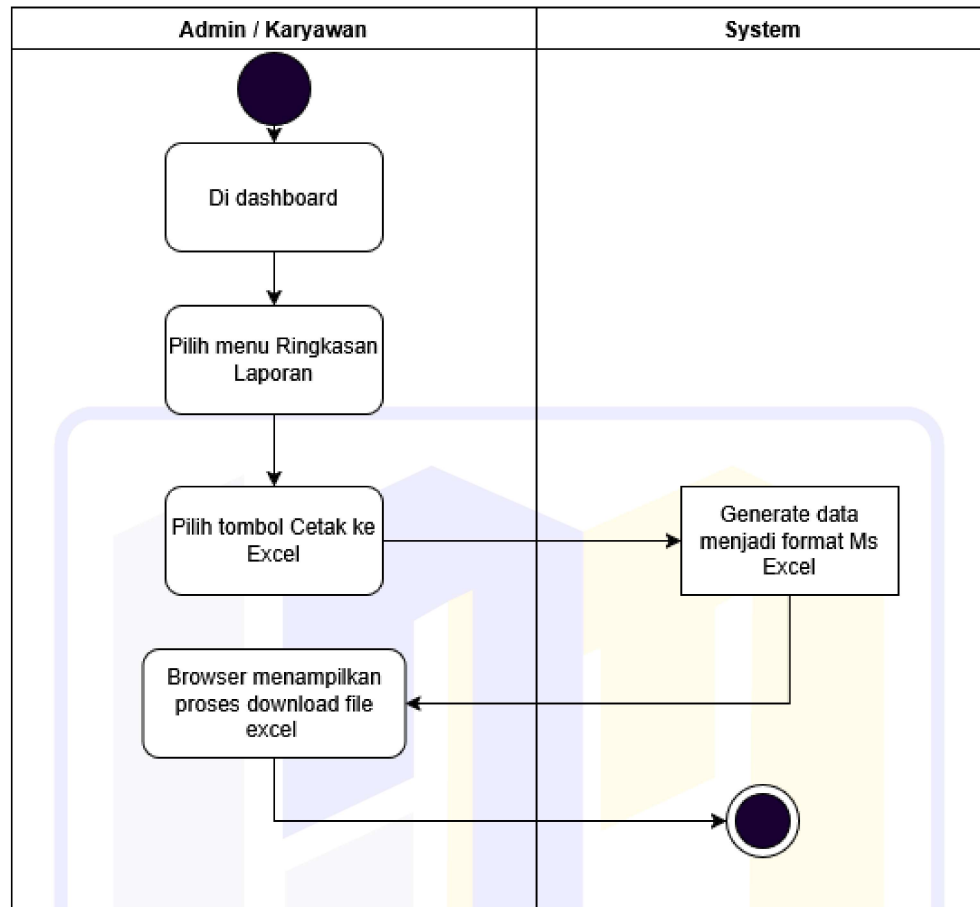 Admin / Karyawan
System
Di dashboard
Pilih menu Ringkasan
Laporan
Pilih tombol Cetak ke
Excel
Generate data
menjadi format Ms
Excel
Browser menampilkan
proses download file
excel